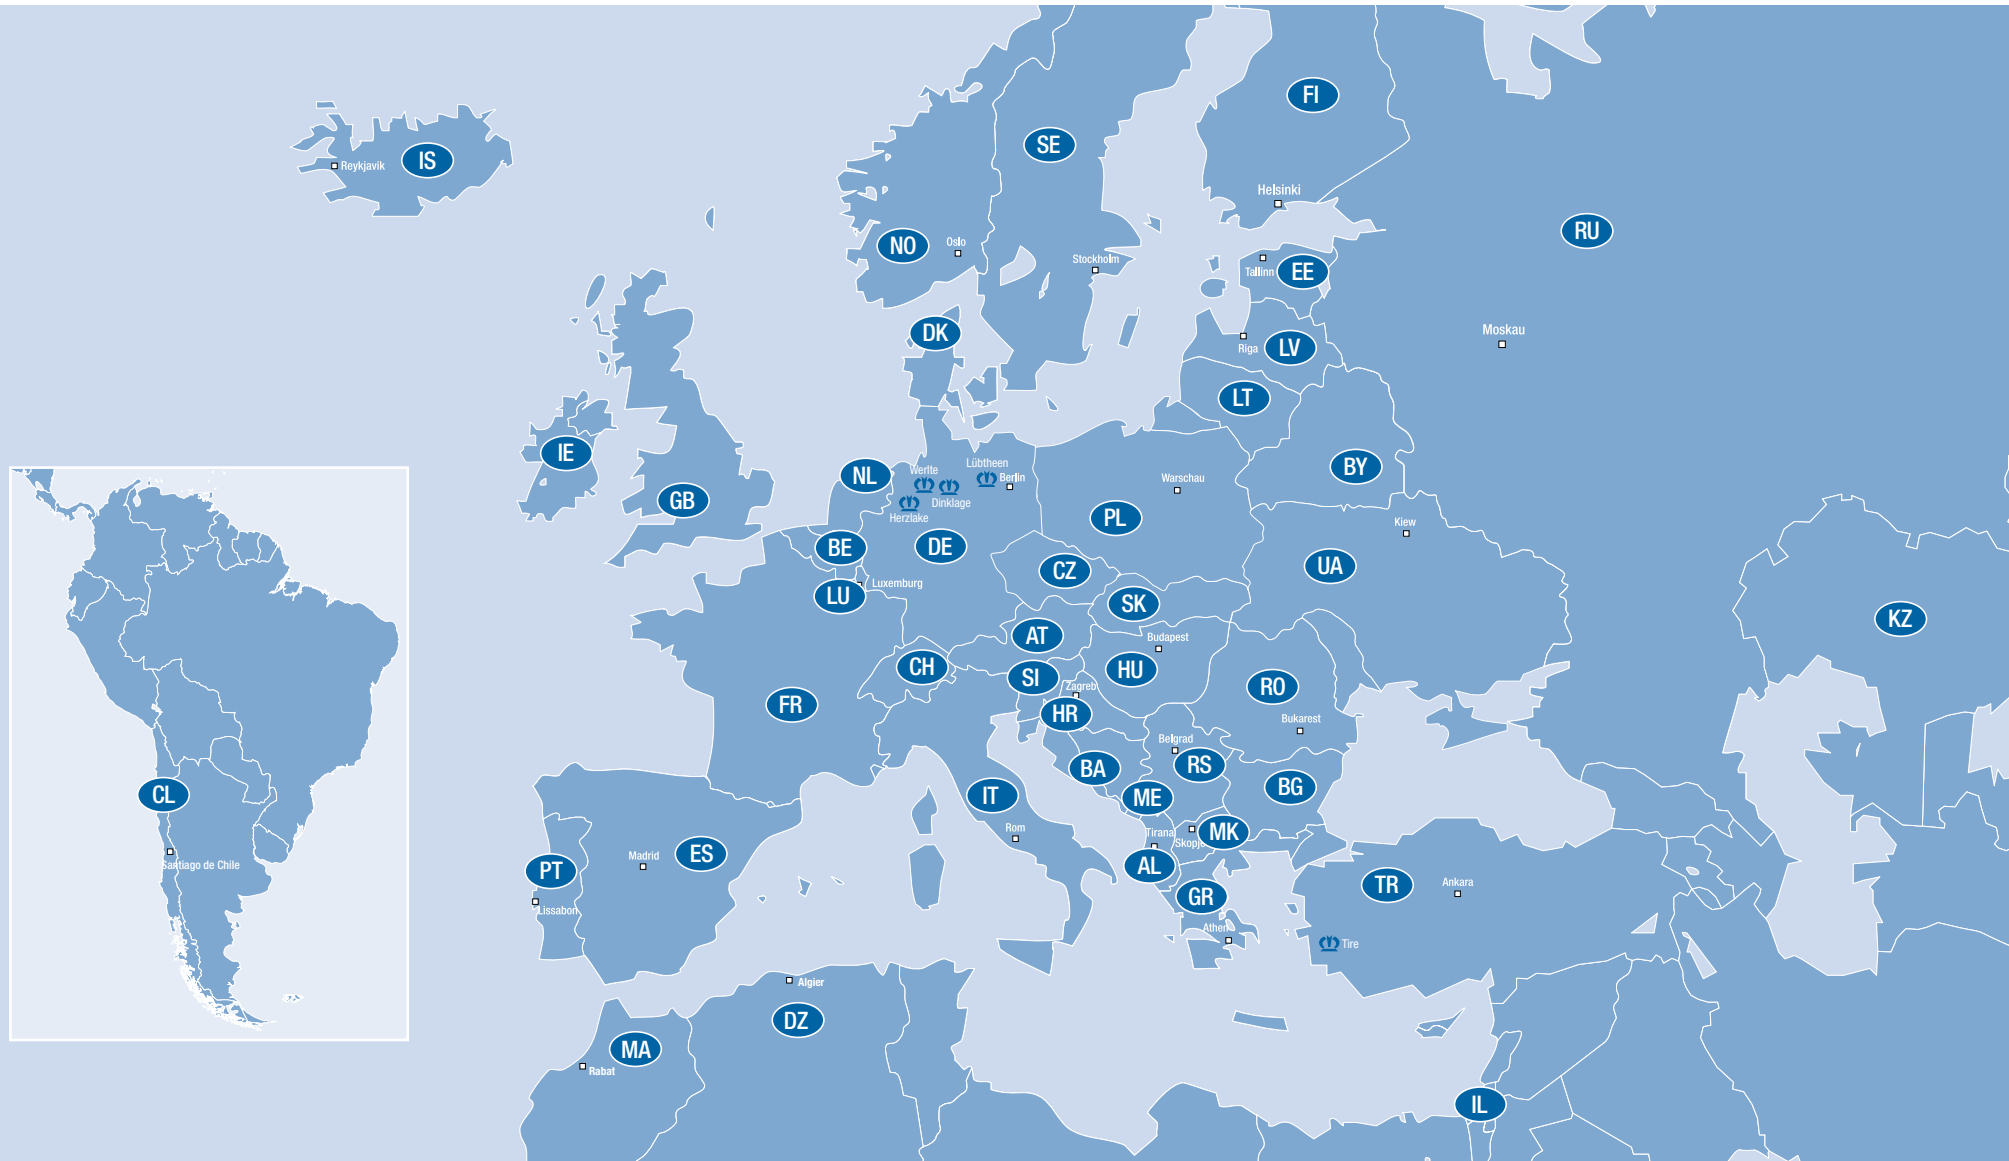 FI
SE
IS
Reykjavik
Helsinki
RU
NO
Oslo
Stockholm
Tallinn
EE
DK
Moskau
Riga
LV
LT
IE
NL
Werlte
Lübtheen
Berlin
BY
Warschau
GB
Herzlake
Dinklage
PL
Kiew
BE
DE
CZ
UA
LU
Luxemburg
SK
KZ
AT
Budapest
CH
SI
HU
Zagreb
RO
FR
HR
Bukarest
Belgrad
BA
RS
BG
CL
IT
ME
Rom
Tirana
Skopje
MK
Santiago de Chile
Madrid
ES
PT
AL
TR
Ankara
GR
Lissabon
Athen
Tire
Algier
DZ
MA
Rabat
IL